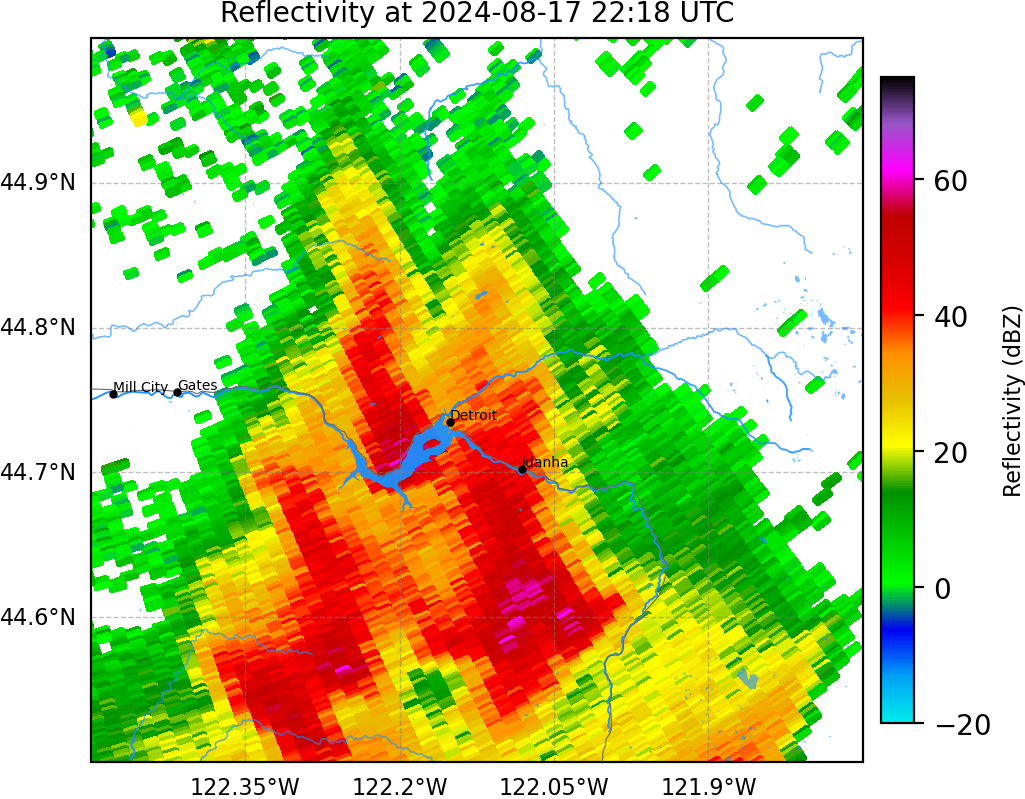 Reflectivity at 2024-08-17 22:18 UTC
44.9°N
44.8°N
44.7°N
44.6°N
Mill City
Gates
Detroit
Idanha
122.35°W
122.2°W
122.05°W
121.9°W
60
40
20
0
−20
Reflectivity (dBZ)